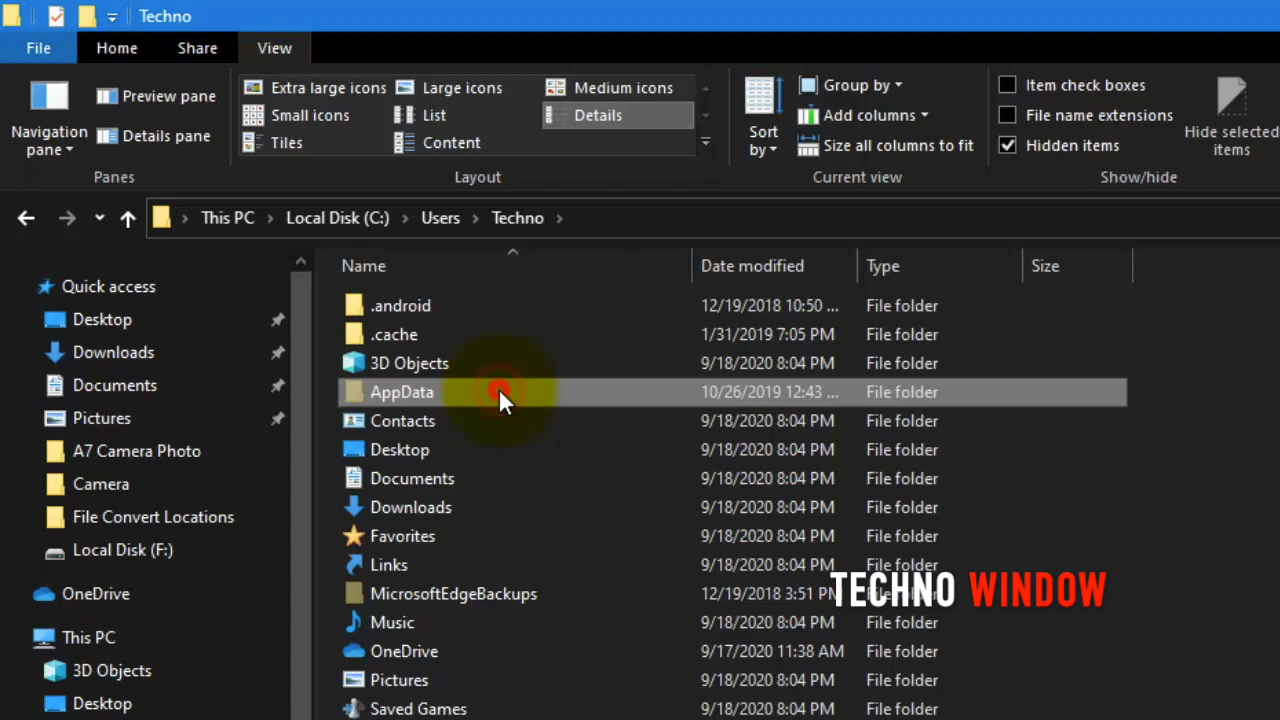 Techno
File Home Share View
Navigation pane
Preview pane
Details pane
Panes
Extra large icons Large icons Medium icons
Small icons List Details
Tiles Content
Layout
Sort by
Group by
Add columns
Size all columns to fit
Current view
Item check boxes
File name extensions
Hidden items
Hide selected items
Show/hide
This PC > Local Disk (C:) > Users > Techno >
Quick access
Desktop
Downloads
Documents
Pictures
A7 Camera Photo
Camera
File Convert Locations
Local Disk (F:)
OneDrive
This PC
3D Objects
Desktop
Name Date modified Type Size
.android 12/19/2018 10:50 ... File folder
.cache 1/31/2019 7:05 PM File folder
3D Objects 9/18/2020 8:04 PM File folder
AppData 10/26/2019 12:43 ... File folder
Contacts 9/18/2020 8:04 PM File folder
Desktop 9/18/2020 8:04 PM File folder
Documents 9/18/2020 8:04 PM File folder
Downloads 9/18/2020 8:04 PM File folder
Favorites 9/18/2020 8:04 PM File folder
Links 9/18/2020 8:04 PM File folder
MicrosoftEdgeBackups 12/19/2018 3:51 PM File folder
Music 9/18/2020 8:04 PM File folder
OneDrive 9/17/2020 11:38 AM File folder
Pictures 9/18/2020 8:04 PM File folder
Saved Games 9/18/2020 8:04 PM File folder
TECHNO WINDOW